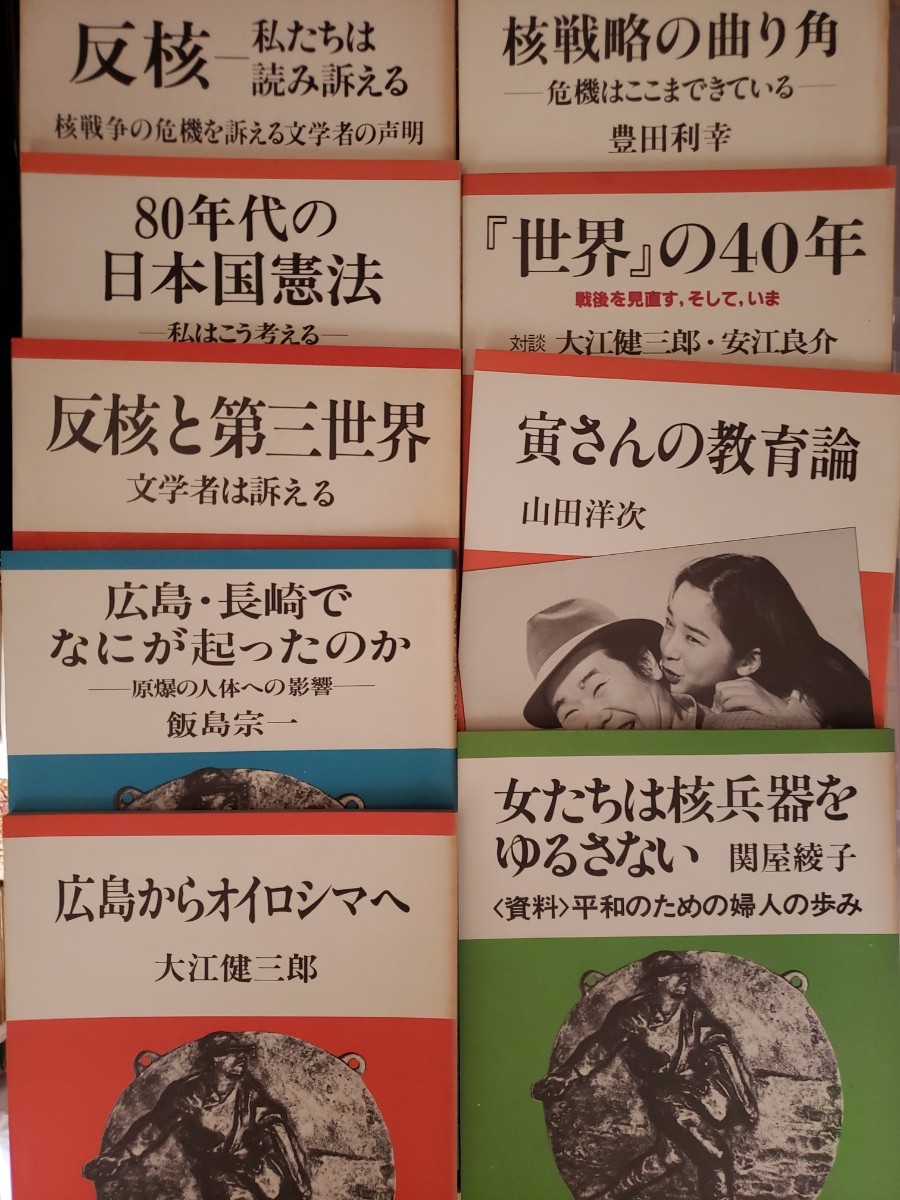 反核―私たちは
読み訴える
核戦争の危機を訴える文学者の声明
80年代の
日本国憲法
―私はこう考える―
反核と第三世界
文学者は訴える
広島・長崎で
なにが起ったのか
―原爆の人体への影響―
飯島宗一
広島からオイロシマへ
大江健三郎
核戦略の曲り角
―危機はここまできている―
豊田利幸
『世界』の40年
戦後を見直す,そして,いま
対談 大江健三郎・安江良介
寅さんの教育論
山田洋次
女たちは核兵器を
ゆるさない 関屋綾子
〈資料〉平和のための婦人の歩み